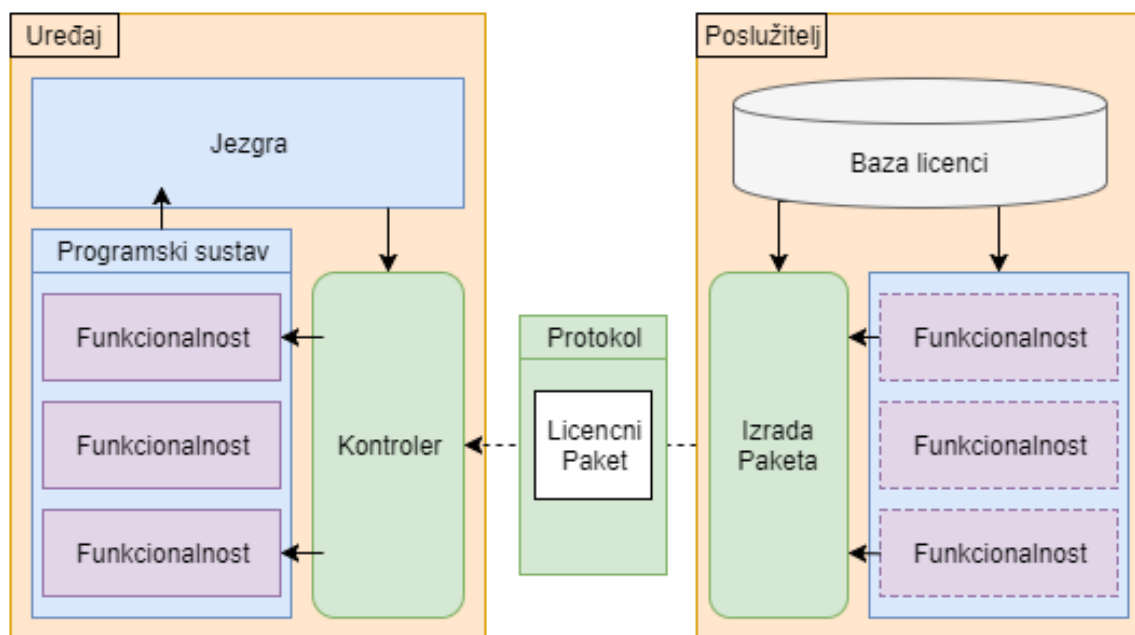 Uređaj
Jezgra
Programski sustav
Funkcionalnost
Funkcionalnost
Funkcionalnost
Kontroler
Protokol
Licencni
Paket
Poslužitelj
Baza licenci
Izrada
Paketa
Funkcionalnost
Funkcionalnost
Funkcionalnost